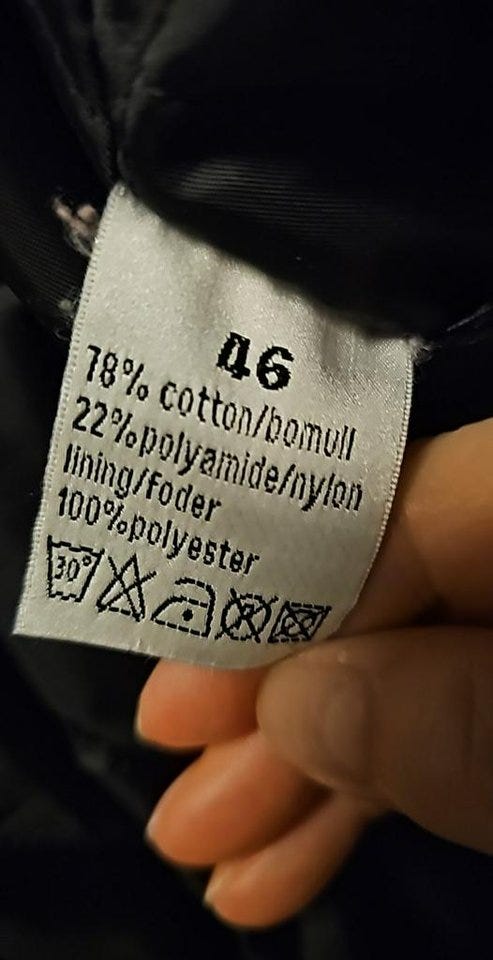 46
78% cotton/bomull
22%polyamide/nylon
lining/foder
100%polyester
30°